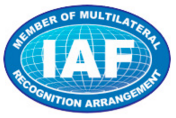 MEMBER OF MULTILATERAL
IAF
RECOGNITION ARRANGEMENT